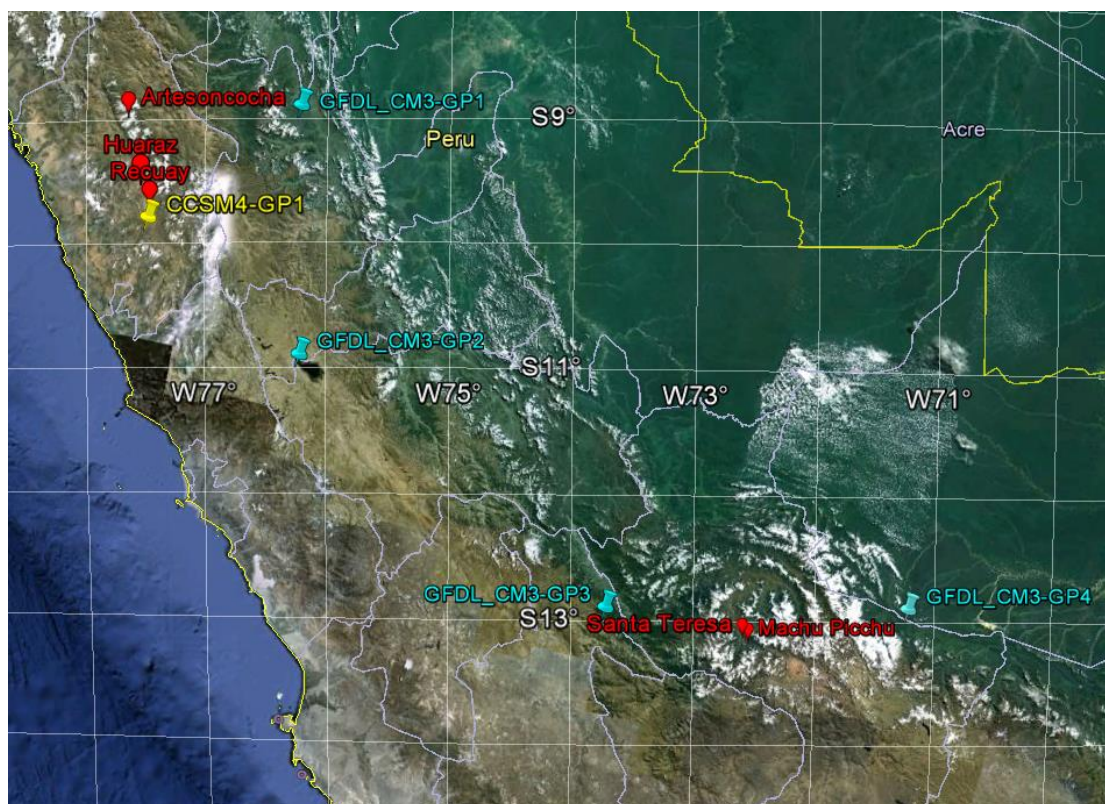 Artesoncocha
GFDL_CM3-GP1
S9°
Acre
Peru
Huaraz
Recuay
CCSM4-GP1
GFDL_CM3-GP2
S11°
W77°
W75°
W73°
W71°
GFDL_CM3-GP3
GFDL_CM3-GP4
S13°
Santa Teresa
Machu Picchu